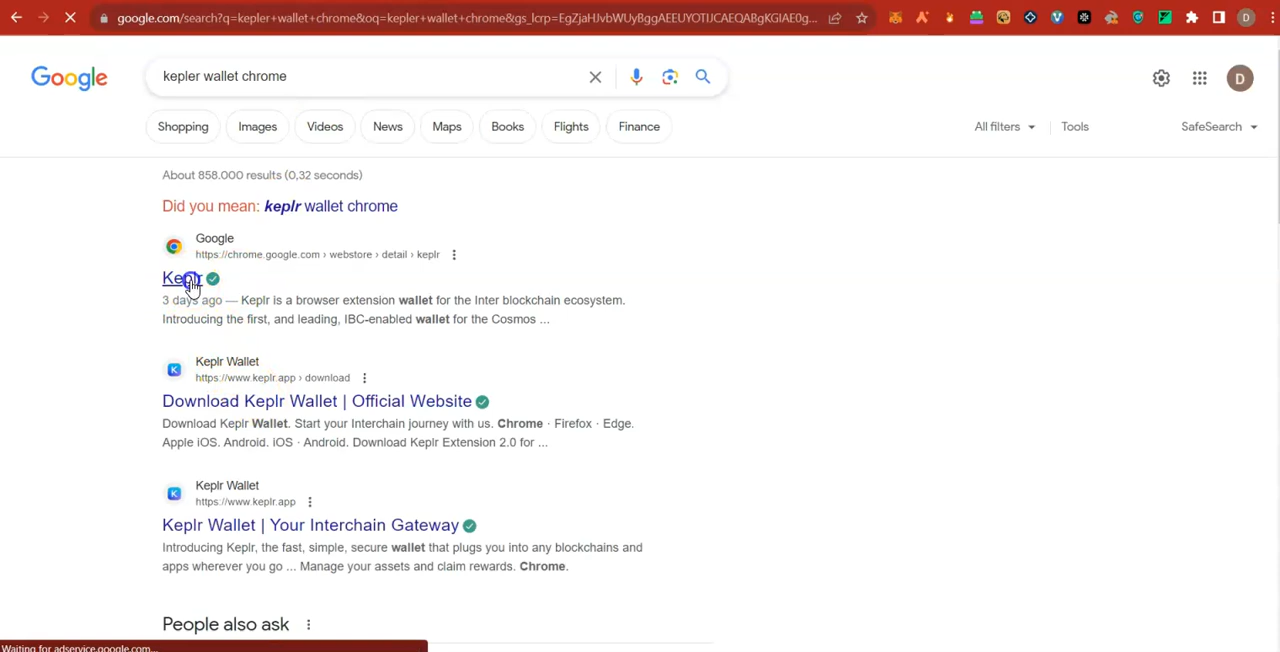 google.com/search?q=kepler+wallet+chrome&oq=kepler+wallet+chrome&gs_lcrp=EgZjaHJvbWUyBggAEEUYOTIJCAEQABgKGIAE0g...
D
Google
kepler wallet chrome
D
Shopping
Images
Videos
News
Maps
Books
Flights
Finance
All filters
Tools
SafeSearch
About 858.000 results (0,32 seconds)
Did you mean: keplr wallet chrome
Google
https://chrome.google.com › webstore › detail › keplr
Keplr
3 days ago — Keplr is a browser extension wallet for the Inter blockchain ecosystem.
Introducing the first, and leading, IBC-enabled wallet for the Cosmos ...
Keplr Wallet
https://www.keplr.app › download
Download Keplr Wallet | Official Website
Download Keplr Wallet. Start your Interchain journey with us. Chrome · Firefox · Edge.
Apple iOS. Android. iOS · Android. Download Keplr Extension 2.0 for ...
Keplr Wallet
https://www.keplr.app
Keplr Wallet | Your Interchain Gateway
Introducing Keplr, the fast, simple, secure wallet that plugs you into any blockchains and
apps wherever you go ... Manage your assets and claim rewards. Chrome.
People also ask
Waiting for adservice.google.com...